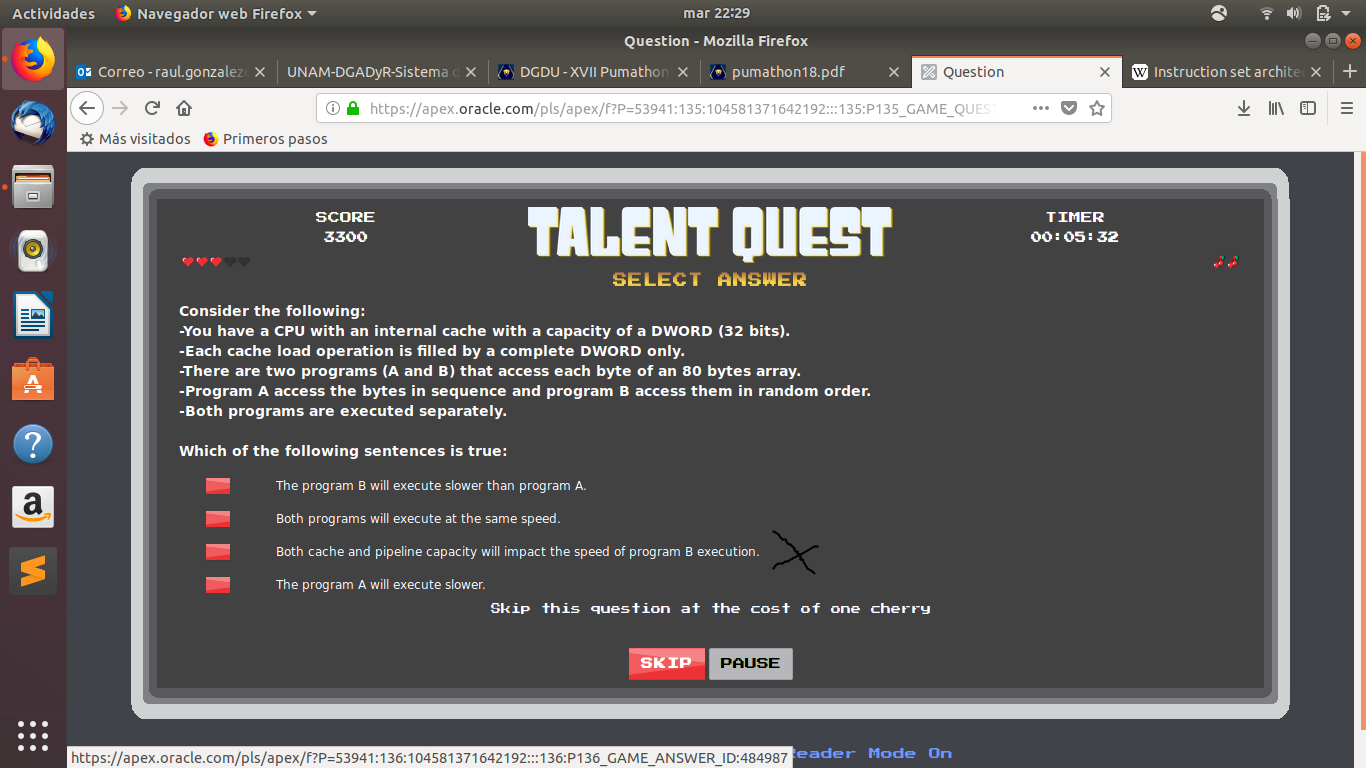 Actividades Navegador web Firefox mar 22:29
Question - Mozilla Firefox
Correo - raul.gonzalez UNAM-DGADyR-Sistema d DGDU - XVII Pumathon pumathon18.pdf Question Instruction set archite
https://apex.oracle.com/pls/apex/f?P=53941:135:104581371642192:::135:P135_GAME_QUEST
Más visitados Primeros pasos
SCORE TALENT QUEST TIMER
3300 00:05:32
SELECT ANSWER
Consider the following:
-You have a CPU with an internal cache with a capacity of a DWORD (32 bits).
-Each cache load operation is filled by a complete DWORD only.
-There are two programs (A and B) that access each byte of an 80 bytes array.
-Program A access the bytes in sequence and program B access them in random order.
-Both programs are executed separately.
Which of the following sentences is true:
The program B will execute slower than program A.
Both programs will execute at the same speed.
Both cache and pipeline capacity will impact the speed of program B execution.
The program A will execute slower.
Skip this question at the cost of one cherry
SKIP PAUSE
https://apex.oracle.com/pls/apex/f?P=53941:136:104581371642192:::136:P136_GAME_ANSWER_ID:484987 Reader Mode On